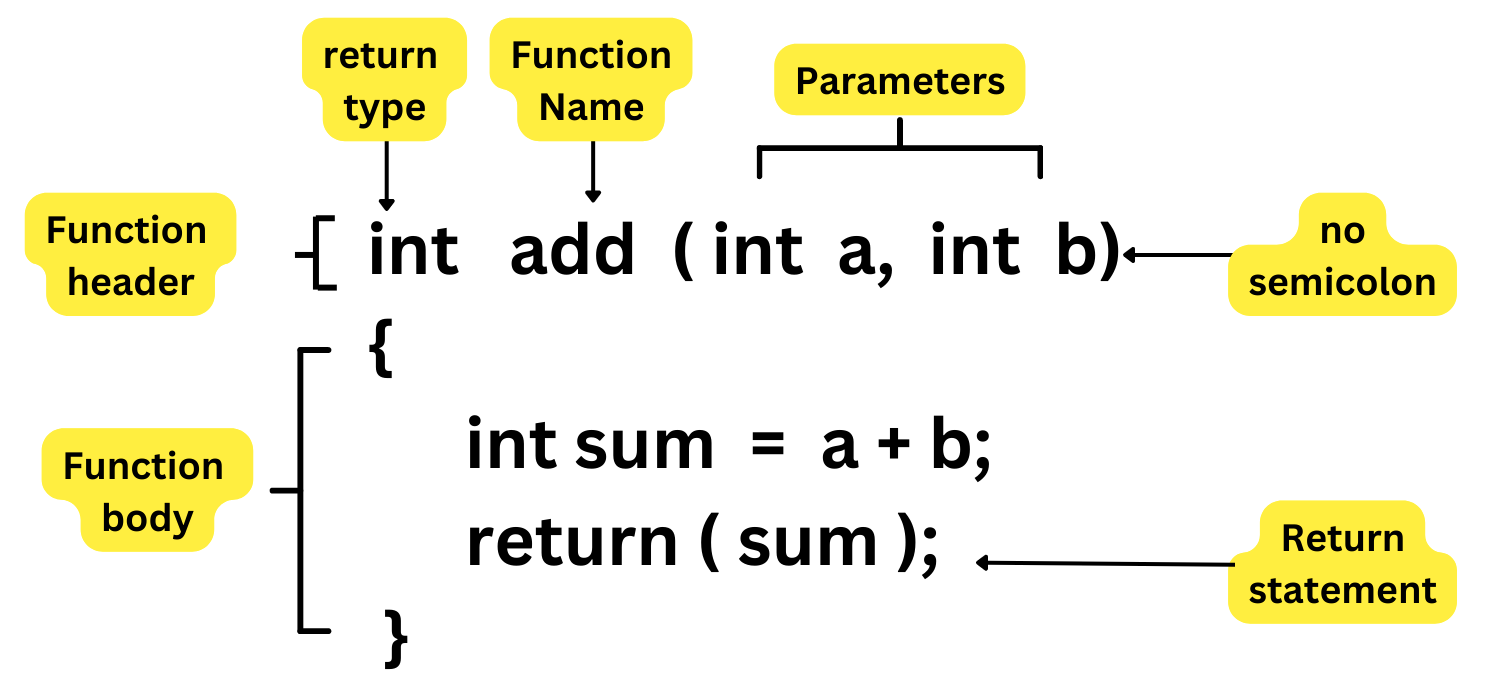 return
type
Function
Name
Parameters
Function
header
int add ( int a, int b)
no
semicolon
{
Function
body
int sum = a + b;
return ( sum );
Return
statement
}